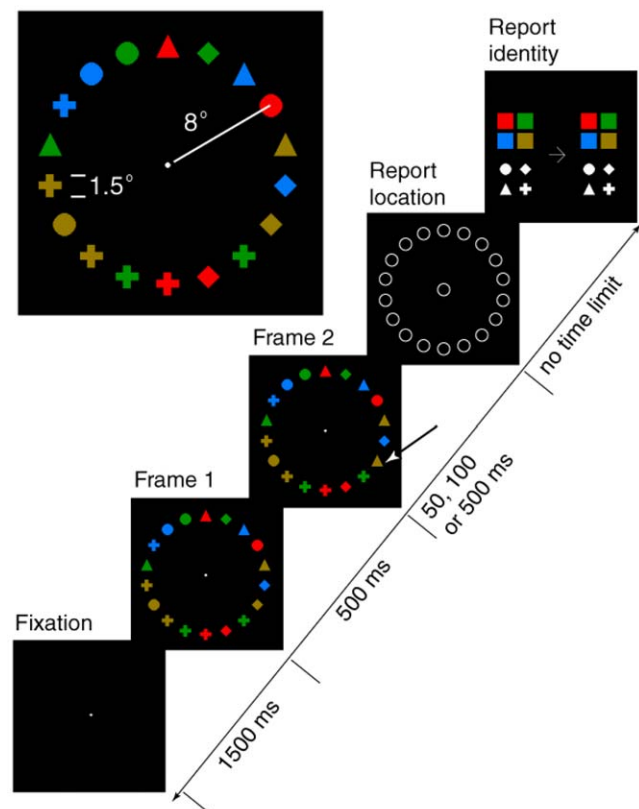 Report
identity
8°
1.5°
Report
location
Frame 2
Frame 1
Fixation
no time limit
50, 100
or 500 ms
500 ms
1500 ms